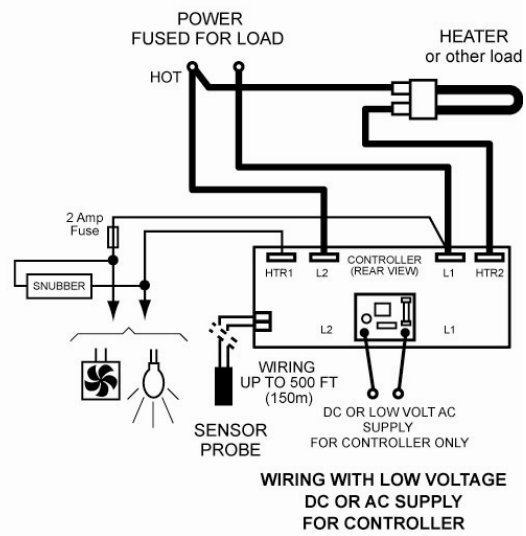 POWER
FUSED FOR LOAD
HOT
HEATER
or other load
2 Amp
Fuse
SNUBBER
HTR1
L2
CONTROLLER
(REAR VIEW)
L1
HTR2
L2
L1
WIRING
UP TO 500 FT
(150m)
SENSOR
PROBE
DC OR LOW VOLT AC
SUPPLY
FOR CONTROLLER ONLY
WIRING WITH LOW VOLTAGE
DC OR AC SUPPLY
FOR CONTROLLER